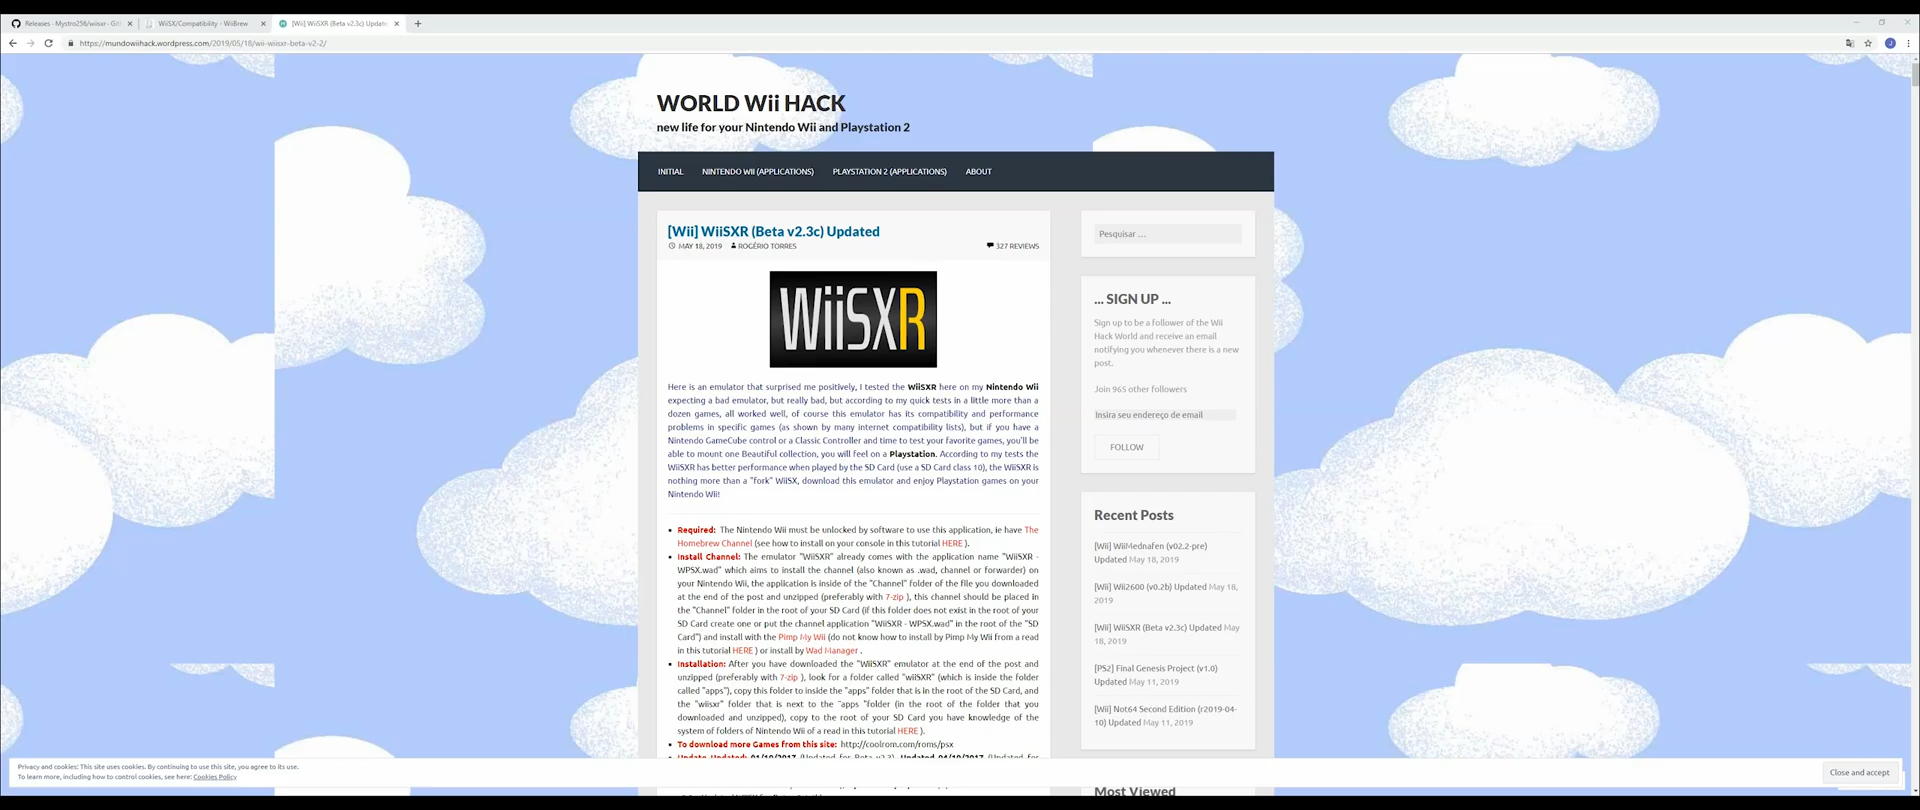 Releases · Mystro256/wiisxr · Git
WiiSX/Compatibility - WiiBrew
[Wii] WiiSXR (Beta v2.3c) Update
https://mundowiihack.wordpress.com/2019/05/18/wii-wiisxr-beta-v2-2/
J
WORLD Wii HACK
new life for your Nintendo Wii and Playstation 2
INITIAL
NINTENDO WII (APPLICATIONS)
PLAYSTATION 2 (APPLICATIONS)
ABOUT
[Wii] WiiSXR (Beta v2.3c) Updated
MAY 18, 2019
ROGÉRIO TORRES
327 REVIEWS
WiiSXR
Here is an emulator that surprised me positively, I tested the WiiSXR here on my Nintendo Wii
expecting a bad emulator, but really bad, but according to my quick tests in a little more than a
dozen games, all worked well, of course this emulator has its compatibility and performance
problems in specific games (as shown by many internet compatibility lists), but if you have a
Nintendo GameCube control or a Classic Controller and time to test your favorite games, you'll be
able to mount one Beautiful collection, you will feel on a Playstation. According to my tests the
WiiSXR has better performance when played by the SD Card (use a SD Card class 10), the WiiSXR is
nothing more than a "fork" WiiSX, download this emulator and enjoy Playstation games on your
Nintendo Wii!
Required: The Nintendo Wii must be unlocked by software to use this application, ie have The
Homebrew Channel (see how to install on your console in this tutorial HERE ).
Install Channel: The emulator "WiiSXR" already comes with the application name "WiiSXR -
WPSX.wad" which aims to install the channel (also known as .wad, channel or forwarder) on
your Nintendo Wii, the application is inside of the "Channel" folder of the file you downloaded
at the end of the post and unzipped (preferably with 7-zip ), this channel should be placed in
the "Channel" folder in the root of your SD Card (if this folder does not exist in the root of your
SD Card create one or put the channel application "WiiSXR - WPSX.wad" in the root of the "SD
Card") and install with the Pimp My Wii (do not know how to install by Pimp My Wii from a read
in this tutorial HERE ) or install by Wad Manager .
Installation: After you have downloaded the "WiiSXR" emulator at the end of the post and
unzipped (preferably with 7-zip ), look for a folder called "wiiSXR" (which is inside the folder
called "apps"), copy this folder to inside the "apps" folder that is in the root of the SD Card, and
the "wiisxr" folder that is next to the "apps "folder (in the root of the folder that you
downloaded and unzipped), copy to the root of your SD Card you have knowledge of the
system of folders of Nintendo Wii of a read in this tutorial HERE ).
To download more Games from this site: http://coolrom.com/roms/psx
Pesquisar …
... SIGN UP ...
Sign up to be a follower of the Wii
Hack World and receive an email
notifying you whenever there is a new
post.
Join 965 other followers
Insira seu endereço de email
FOLLOW
Recent Posts
[Wii] WiiMednafen (v02.2-pre)
Updated May 18, 2019
[Wii] Wii2600 (v0.2b) Updated May 18,
2019
[Wii] WiiSXR (Beta v2.3c) Updated May
18, 2019
[PS2] Final Genesis Project (v1.0)
Updated May 11, 2019
[Wii] Not64 Second Edition (r2019-04-
10) Updated May 11, 2019
Most Viewed
Privacy and cookies: This site uses cookies. By continuing to use this site, you agree to its use.
To learn more, including how to control cookies, see here: Cookies Policy
Close and accept